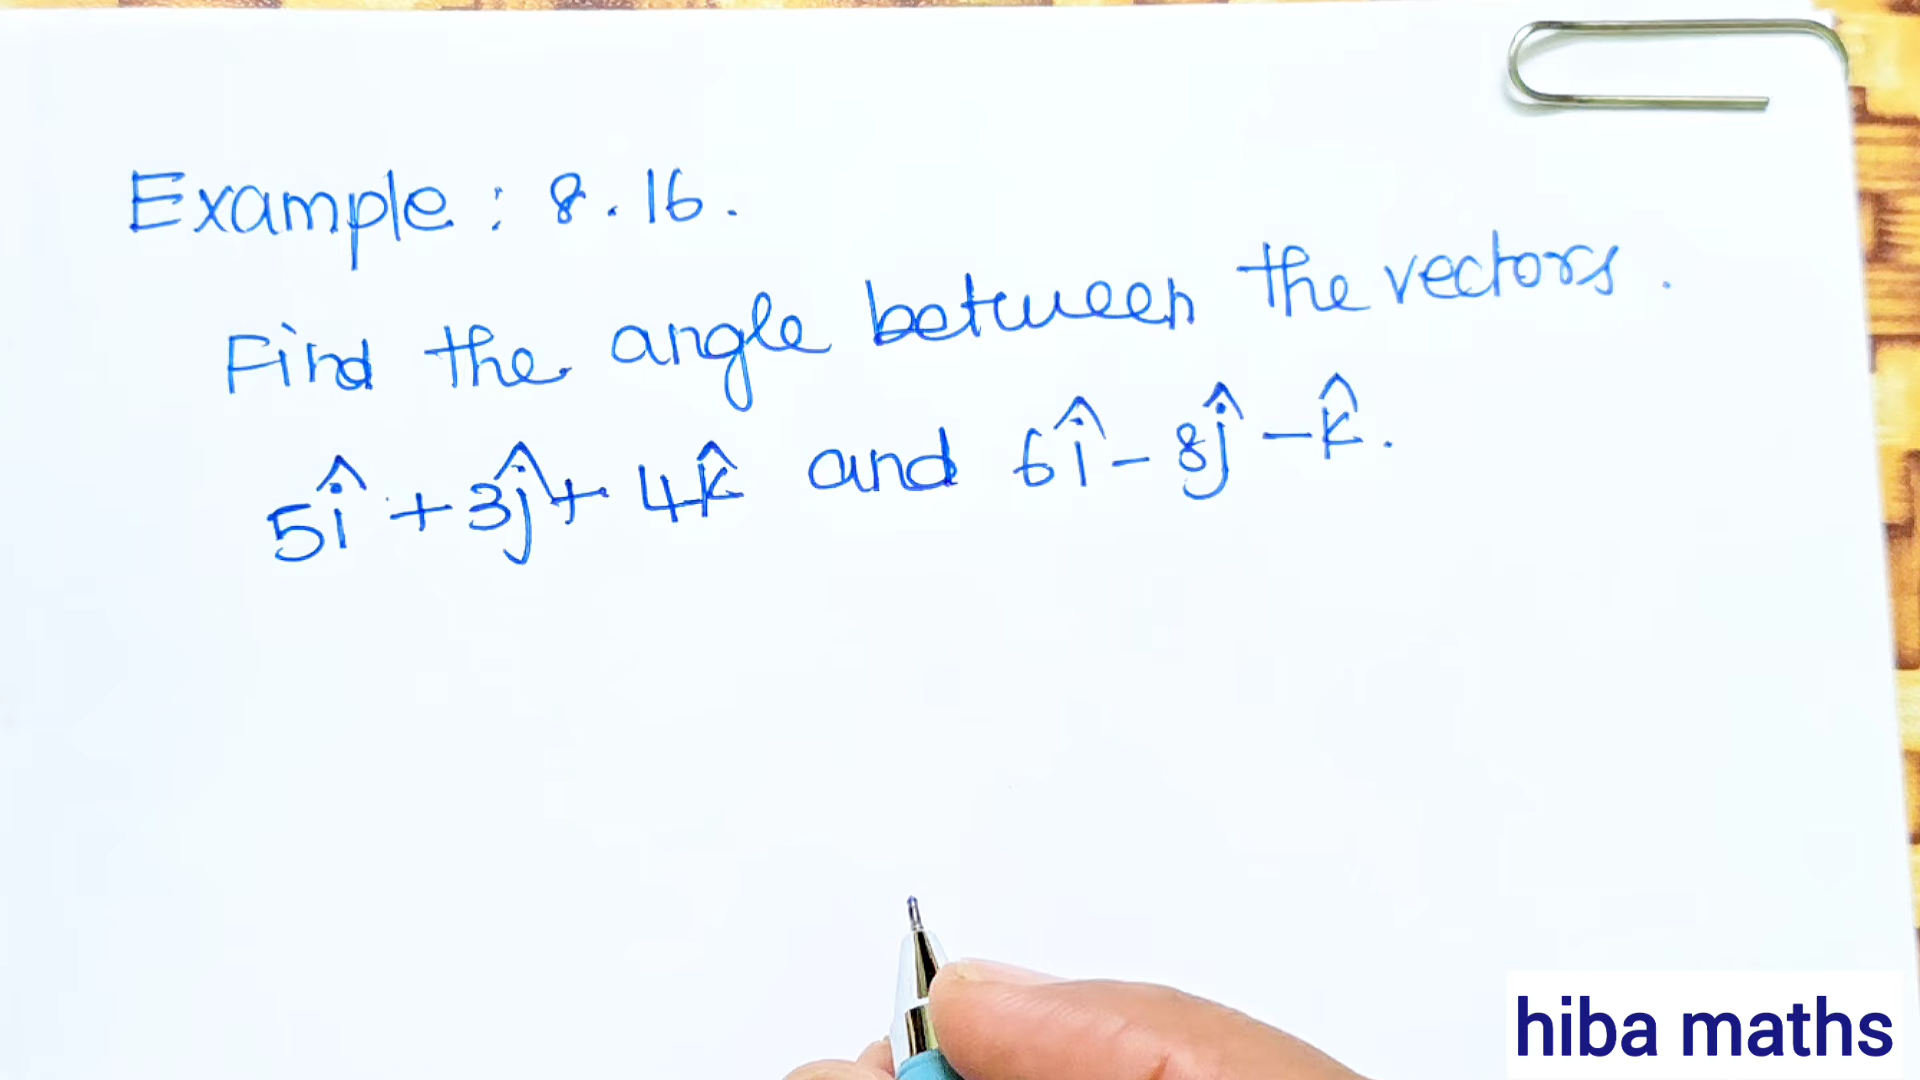 Example : 8.16.
Find the angle between the vectors.
5î + 3ĵ + 4k̂ and 6î - 8ĵ - k̂.
hiba maths